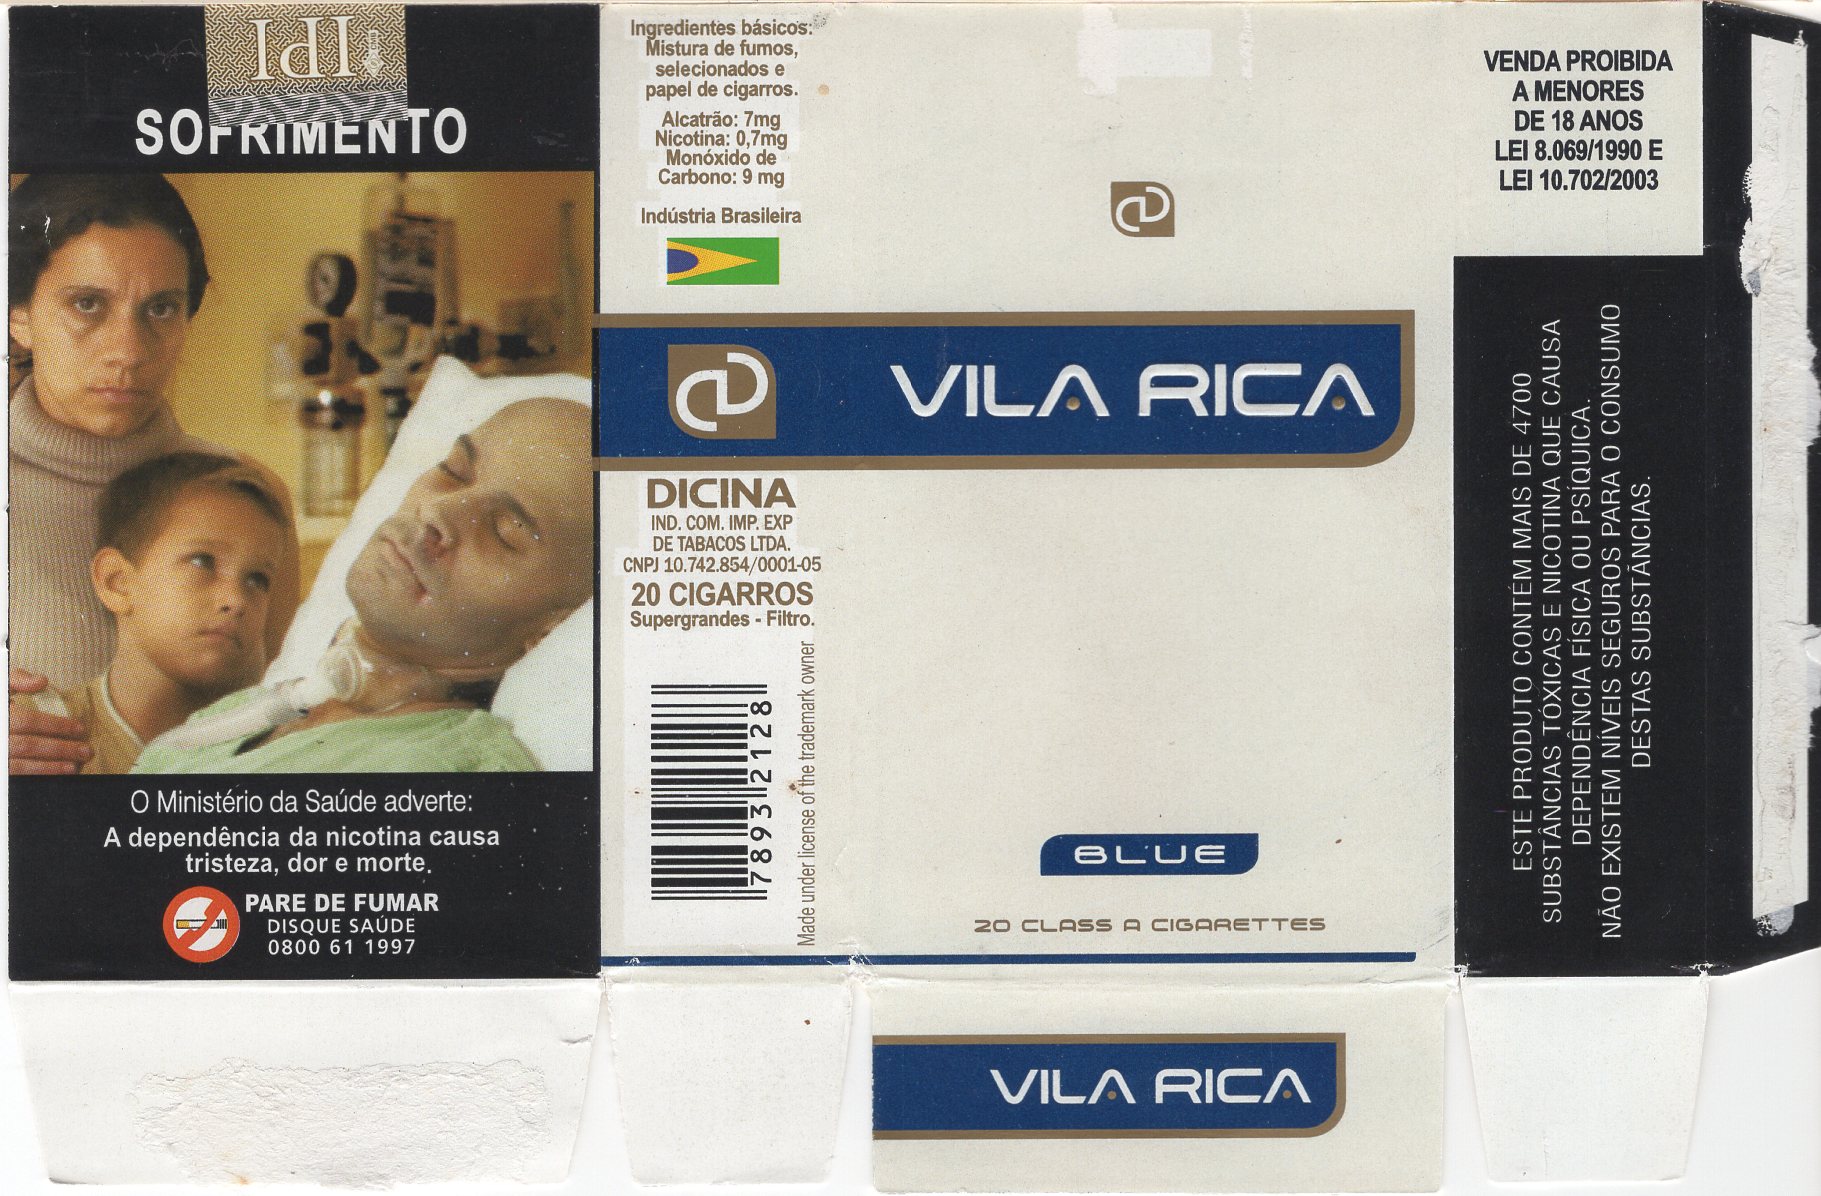 IPI
CMB
SOFRIMENTO
O Ministério da Saúde adverte:
A dependência da nicotina causa
tristeza, dor e morte.
PARE DE FUMAR
DISQUE SAÚDE
0800 61 1997
Ingredientes básicos:
Mistura de fumos,
selecionados e
papel de cigarros.
Alcatrão: 7mg
Nicotina: 0,7mg
Monóxido de
Carbono: 9 mg
Indústria Brasileira
DICINA
IND. COM. IMP. EXP
DE TABACOS LTDA.
CNPJ 10.742.854/0001-05
20 CIGARROS
Supergrandes - Filtro.
78932128
Made under license of the trademark owner
VILA RICA
BLUE
20 CLASS A CIGARETTES
VILA RICA
VENDA PROIBIDA
A MENORES
DE 18 ANOS
LEI 8.069/1990 E
LEI 10.702/2003
ESTE PRODUTO CONTÉM MAIS DE 4700
SUBSTÂNCIAS TÓXICAS E NICOTINA QUE CAUSA
DEPENDÊNCIA FÍSICA OU PSÍQUICA.
NÃO EXISTEM NÍVEIS SEGUROS PARA O CONSUMO
DESTAS SUBSTÂNCIAS.